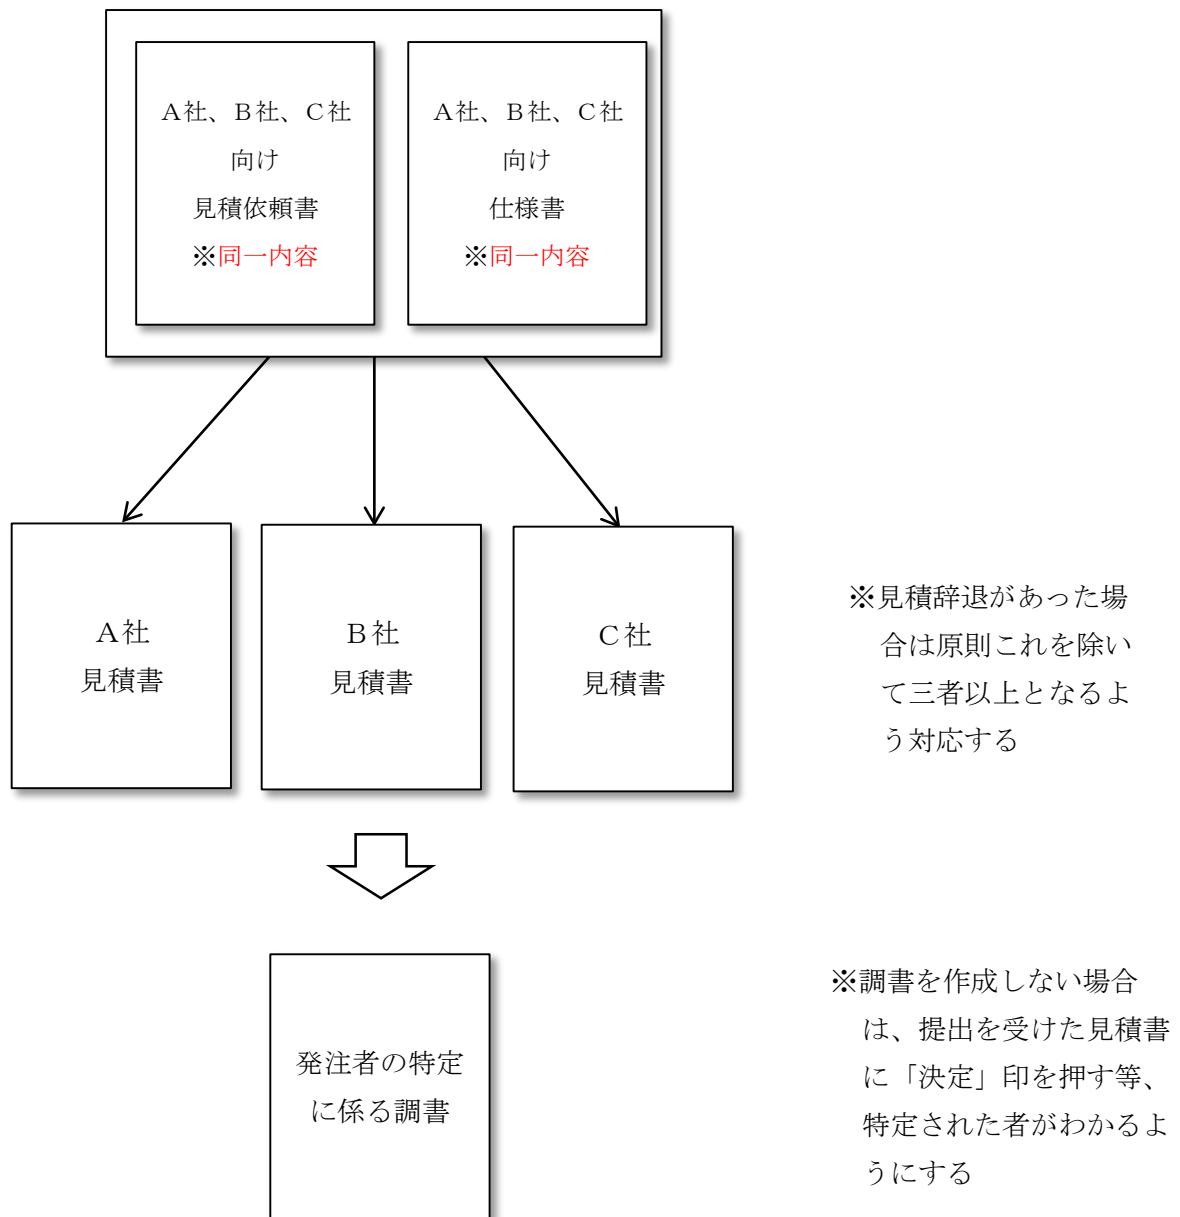 A社、B社、C社
向け
見積依頼書
※同一内容
A社、B社、C社
向け
仕様書
※同一内容
A社
見積書
B社
見積書
C社
見積書
※見積辞退があった場
合は原則これを除い
て三者以上となるよ
う対応する
発注者の特定
に係る調書
※調書を作成しない場合
は、提出を受けた見積書
に「決定」印を押す等、
特定された者がわかるよ
うにする